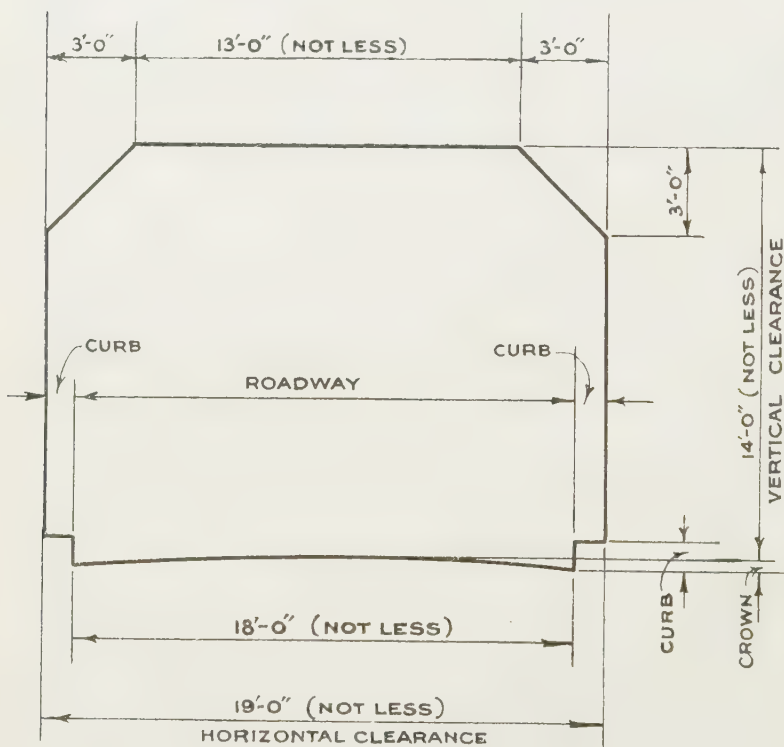 3'-0" 13'-0" (NOT LESS) 3'-0"
3'-0"
CURB
CURB
ROADWAY
14'-0" (NOT LESS)
VERTICAL CLEARANCE
18'-0" (NOT LESS)
CURB
CROWN
19'-0" (NOT LESS)
HORIZONTAL CLEARANCE